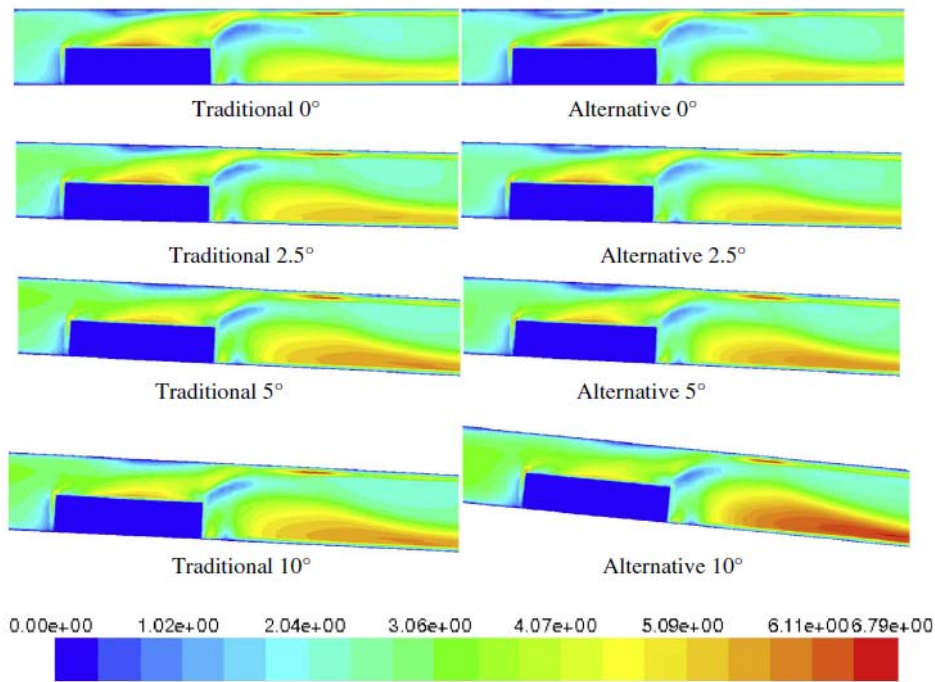 Traditional 0° Alternative 0°
Traditional 2.5° Alternative 2.5°
Traditional 5° Alternative 5°
Traditional 10° Alternative 10°
0.00e+00 1.02e+00 2.04e+00 3.06e+00 4.07e+00 5.09e+00 6.11e+00 6.79e+00